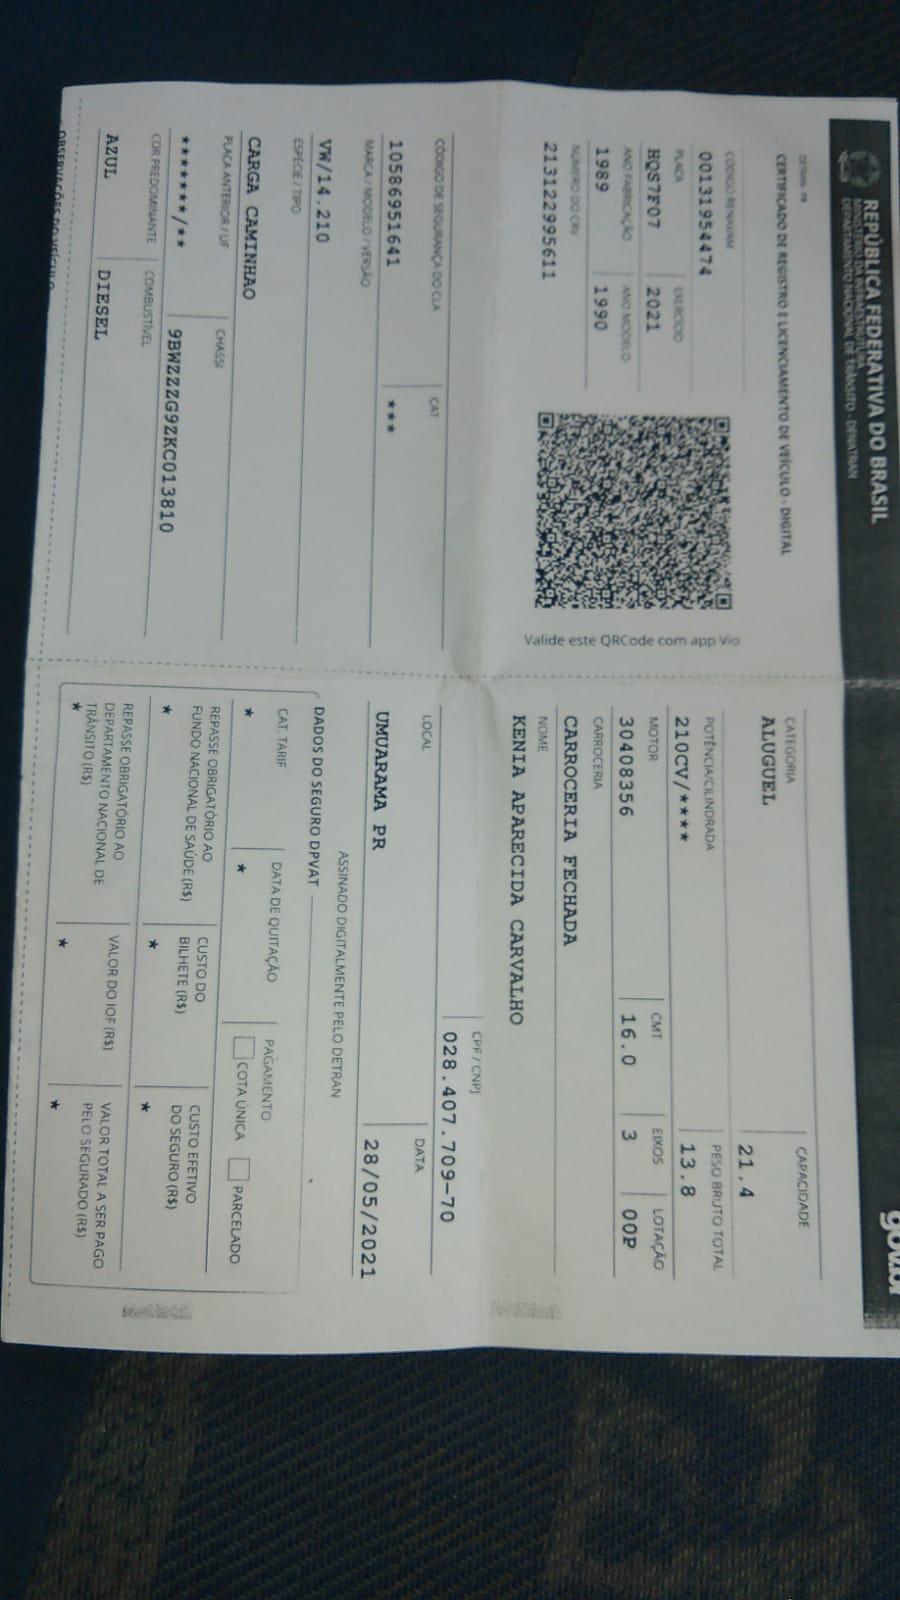 REPÚBLICA FEDERATIVA DO BRASIL
MINISTÉRIO DA INFRAESTRUTURA
DEPARTAMENTO NACIONAL DE TRÂNSITO - DENATRAN
gov.br
DETRAN- PR
CERTIFICADO DE REGISTRO E LICENCIAMENTO DE VEÍCULO - DIGITAL
CÓDIGO RENAVAM
00131954474
PLACA EXERCÍCIO
HQS7F07 2021
ANO FABRICAÇÃO ANO MODELO
1989 1990
NÚMERO DO CRV
213122995611
Valide este QRCode com app Vio
CÓDIGO DE SEGURANÇA DO CLA CAT
10586951641 ***
MARCA / MODELO / VERSÃO
VW/14.210
ESPÉCIE / TIPO
CARGA CAMINHAO
PLACA ANTERIOR / UF CHASSI
*******/** 9BWZZZG9ZKC013810
COR PREDOMINANTE COMBUSTÍVEL
AZUL DIESEL
OBSERVAÇÕES DO VEÍCULO
CATEGORIA CAPACIDADE
ALUGUEL 21.4
POTÊNCIA/CILINDRADA PESO BRUTO TOTAL
210CV/**** 13.8
MOTOR CMT EIXOS LOTAÇÃO
30408356 16.0 3 00P
CARROCERIA
CARROCERIA FECHADA
NOME
KENIA APARECIDA CARVALHO
CPF / CNPJ
028.407.709-70
LOCAL DATA
UMUARAMA PR 28/05/2021
ASSINADO DIGITALMENTE PELO DETRAN
DADOS DO SEGURO DPVAT
CAT. TARIF DATA DE QUITAÇÃO PAGAMENTO
* * COTA ÚNICA PARCELADO
REPASSE OBRIGATÓRIO AO
FUNDO NACIONAL DE SAÚDE (R$)
*
CUSTO DO
BILHETE (R$)
*
CUSTO EFETIVO
DO SEGURO (R$)
*
REPASSE OBRIGATÓRIO AO
DEPARTAMENTO NACIONAL DE
TRÂNSITO (R$)
*
VALOR DO IOF (R$)
*
VALOR TOTAL A SER PAGO
PELO SEGURADO (R$)
*